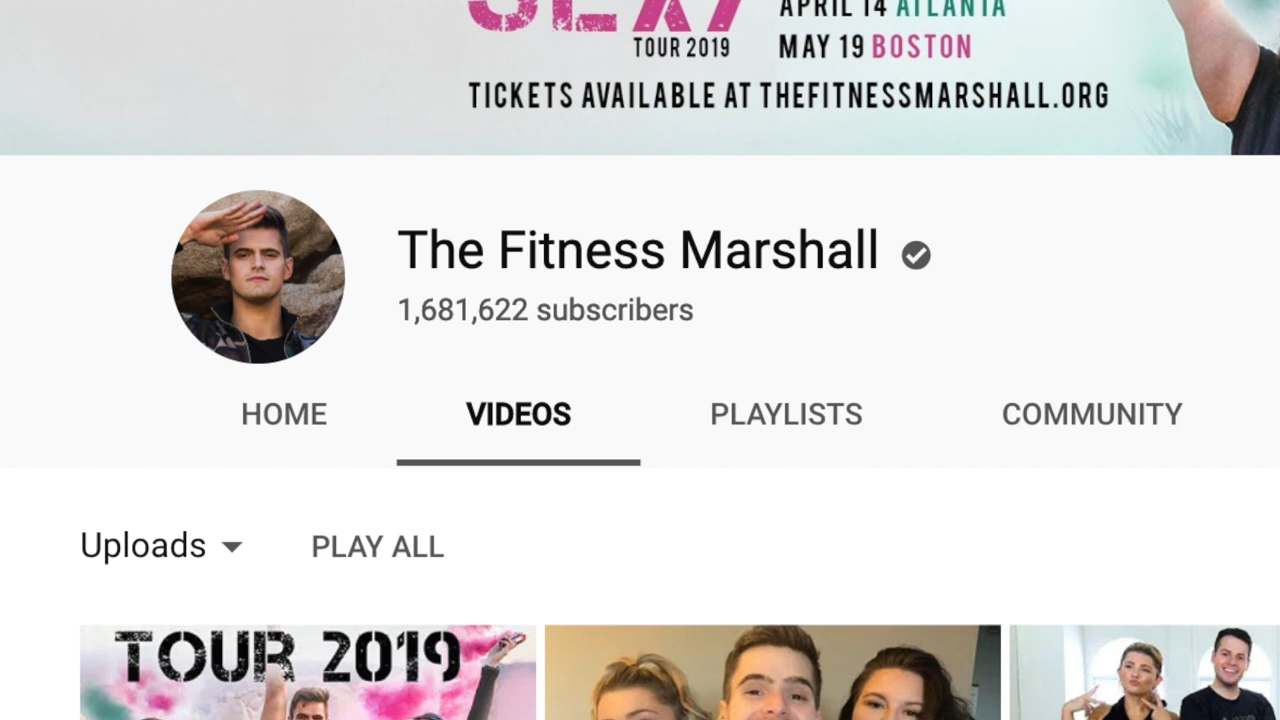 SEXY
APRIL 14 ATLANTA
TOUR 2019
MAY 19 BOSTON
TICKETS AVAILABLE AT THEFITNESSMARSHALL.ORG
The Fitness Marshall
1,681,622 subscribers
HOME
VIDEOS
PLAYLISTS
COMMUNITY
Uploads
PLAY ALL
TOUR 2019